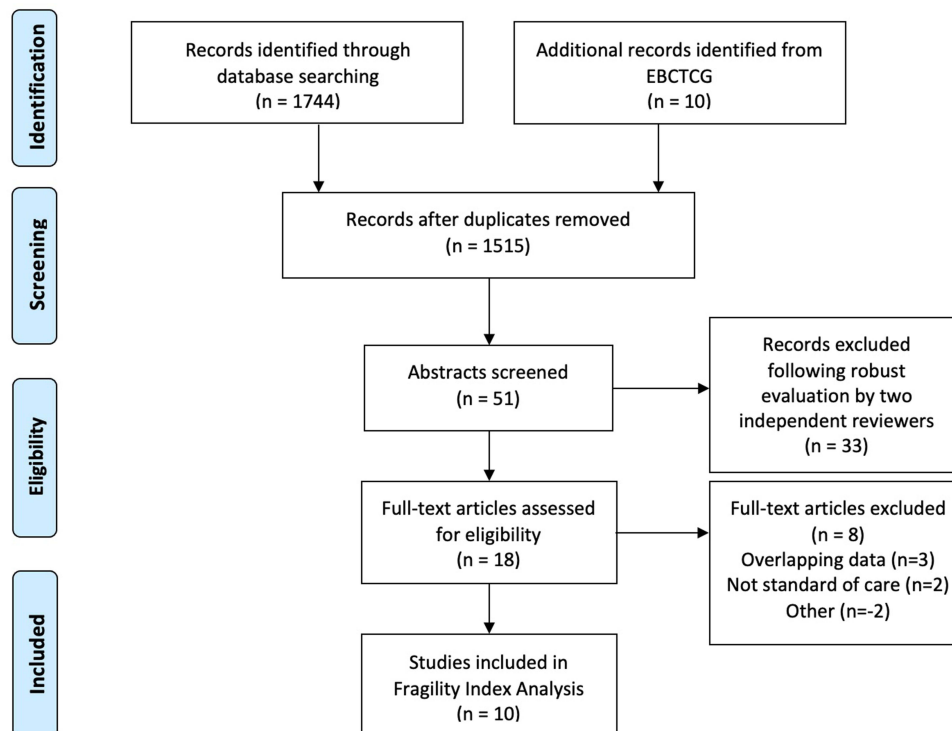 Identification
Records identified through
database searching
(n = 1744)
Additional records identified from
EBCTCG
(n = 10)
Screening
Records after duplicates removed
(n = 1515)
Abstracts screened
(n = 51)
Records excluded
following robust
evaluation by two
independent reviewers
(n = 33)
Eligibility
Full-text articles assessed
for eligibility
(n = 18)
Full-text articles excluded
(n = 8)
Overlapping data (n=3)
Not standard of care (n=2)
Other (n=-2)
Included
Studies included in
Fragility Index Analysis
(n = 10)